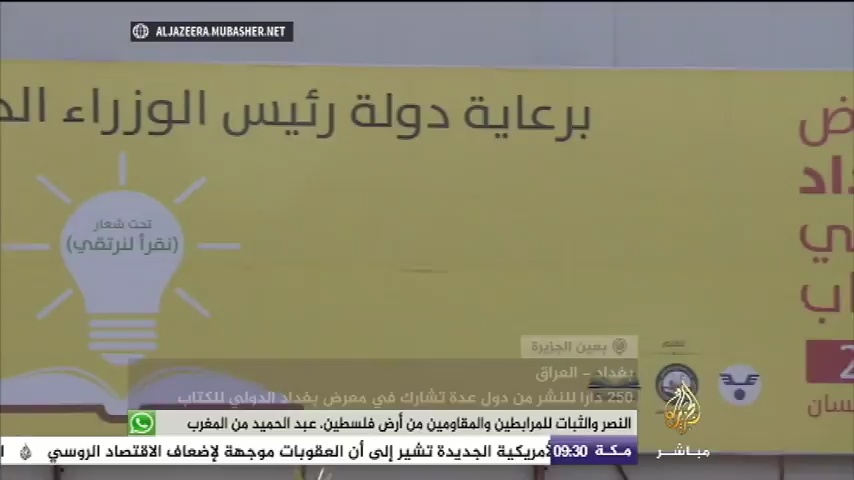 ALJAZEERA.MUBASHER.NET
برعاية دولة رئيس الوزراء
تحت شعار
(نقرأ لنرتقي)
بعين الجزيرة
بغداد - العراق
250 دارا للنشر من دول عدة تشارك في معرض بغداد الدولي للكتاب
النصر والثبات للمرابطين والمقاومين من أرض فلسطين. عبد الحميد من المغرب
مكة 09:30
الأمريكية الجديدة تشير إلى أن العقوبات موجهة لإضعاف الاقتصاد الروسي
مباشر